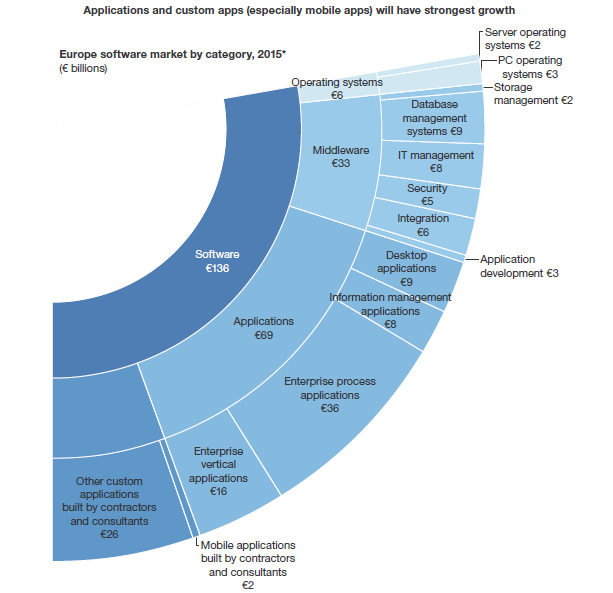 Applications and custom apps (especially mobile apps) will have strongest growth
Europe software market by category, 2015*
(€ billions)
Server operating
systems €2
PC operating
systems €3
Storage
management €2
Operating systems
€6
Database
management
systems €9
Middleware
€33
IT management
€8
Security
€5
Integration
€6
Application
development €3
Software
€136
Desktop
applications
€9
Information management
applications
€8
Applications
€69
Enterprise process
applications
€36
Enterprise
vertical
applications
€16
Other custom
applications
built by contractors
and consultants
€26
Mobile applications
built by contractors
and consultants
€2